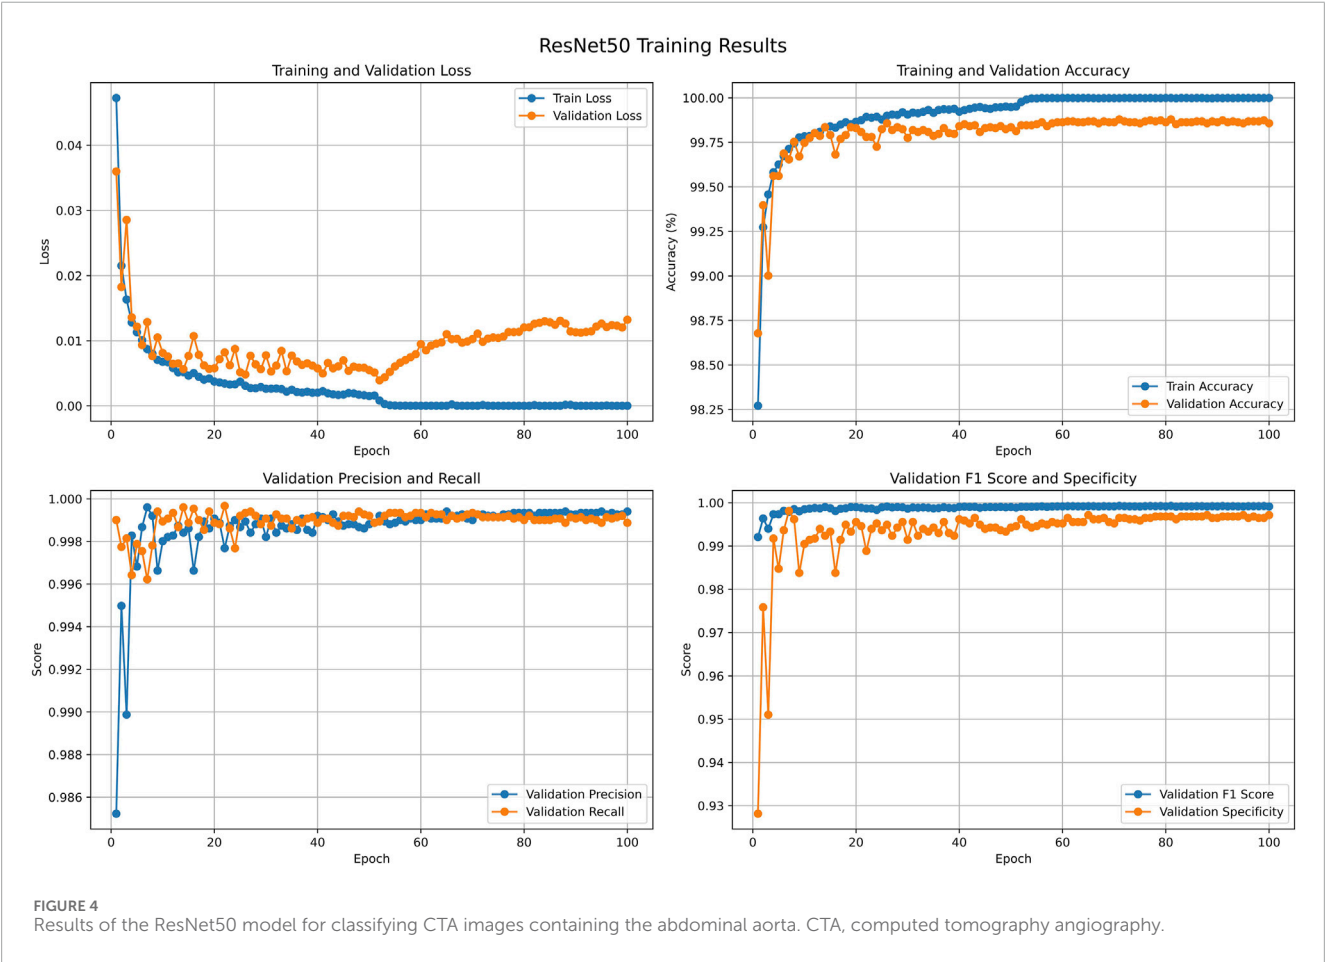 ResNet50 Training Results
Training and Validation Loss
Train Loss
Validation Loss
0.04
0.03
0.02
0.01
0.00
Loss
0 20 40 60 80 100
Epoch
Training and Validation Accuracy
100.00
99.75
99.50
99.25
99.00
98.75
98.50
98.25
Accuracy (%)
Train Accuracy
Validation Accuracy
0 20 40 60 80 100
Epoch
Validation Precision and Recall
1.000
0.998
0.996
0.994
0.992
0.990
0.988
0.986
Score
Validation Precision
Validation Recall
0 20 40 60 80 100
Epoch
Validation F1 Score and Specificity
1.00
0.99
0.98
0.97
0.96
0.95
0.94
0.93
Score
Validation F1 Score
Validation Specificity
0 20 40 60 80 100
Epoch
FIGURE 4
Results of the ResNet50 model for classifying CTA images containing the abdominal aorta. CTA, computed tomography angiography.